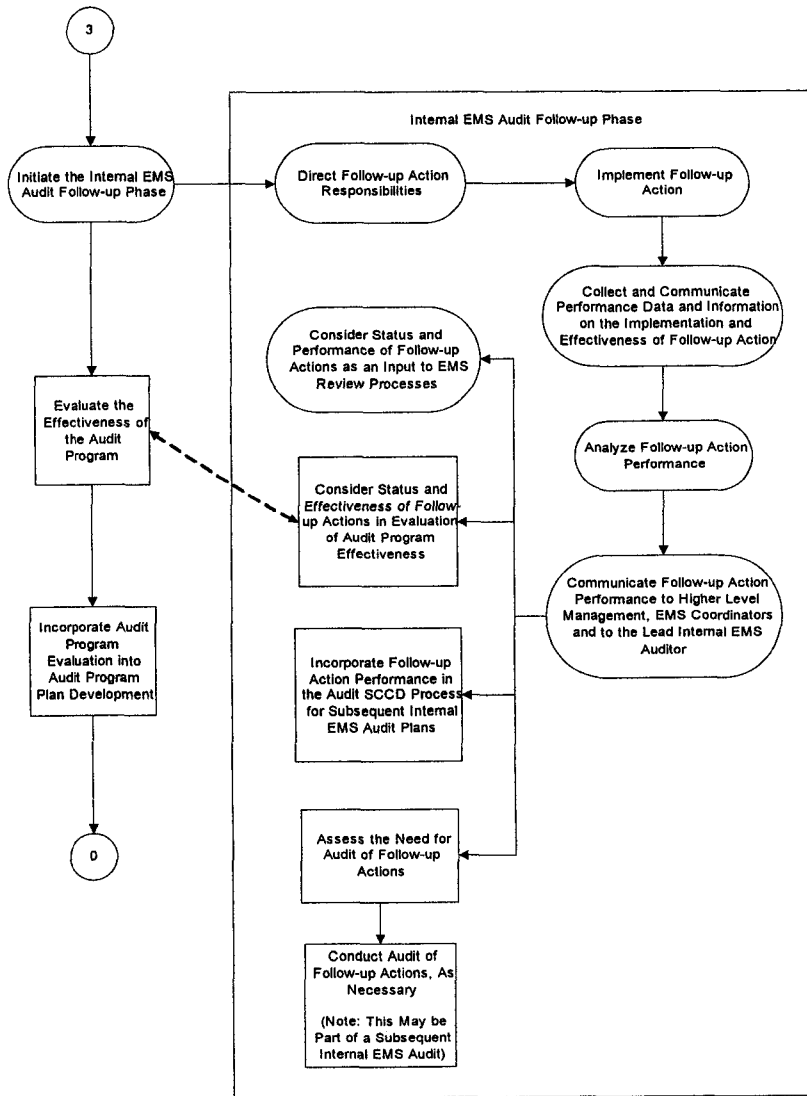 3
Internal EMS Audit Follow-up Phase
Initiate the Internal EMS
Audit Follow-up Phase
Direct Follow-up Action
Responsibilities
Implement Follow-up
Action
Collect and Communicate
Performance Data and Information
on the Implementation and
Effectiveness of Follow-up Action
Consider Status and
Performance of Follow-up
Actions as an Input to EMS
Review Processes
Evaluate the
Effectiveness of
the Audit
Program
Analyze Follow-up Action
Performance
Consider Status and
Effectiveness of Follow-
up Actions in Evaluation
of Audit Program
Effectiveness
Communicate Follow-up Action
Performance to Higher Level
Management, EMS Coordinators
and to the Lead Internal EMS
Auditor
Incorporate Audit
Program
Evaluation into
Audit Program
Plan Development
Incorporate Follow-up
Action Performance in
the Audit SCCD Process
for Subsequent Internal
EMS Audit Plans
0
Assess the Need for
Audit of Follow-up
Actions
Conduct Audit of
Follow-up Actions, As
Necessary
(Note: This May be
Part of a Subsequent
Internal EMS Audit)